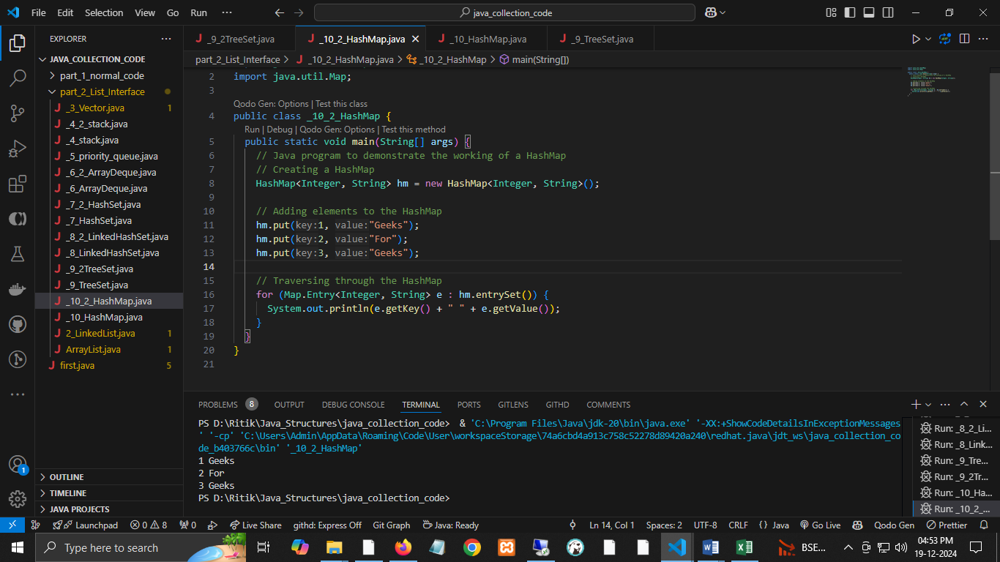 File Edit Selection View Go Run ··· java_collection_code
EXPLORER ···
JAVA_COLLECTION_CODE
part_1_normal_code
part_2_List_Interface
_3_Vector.java 1
_4_2_stack.java
_4_stack.java
_5_priority_queue.java
_6_2_ArrayDeque.java
_6_ArrayDeque.java
_7_2_HashSet.java
_7_HashSet.java
_8_2_LinkedHashSet.java
_8_LinkedHashSet.java
_9_2TreeSet.java
_9_TreeSet.java
_10_2_HashMap.java
_10_HashMap.java
2_LinkedList.java 1
ArrayList.java 1
first.java 5
OUTLINE
TIMELINE
JAVA PROJECTS
1
_9_2TreeSet.java _10_2_HashMap.java _10_HashMap.java _9_TreeSet.java
part_2_List_Interface > _10_2_HashMap.java > _10_2_HashMap > main(String[])
2 import java.util.Map;
3
Qodo Gen: Options | Test this class
4 public class _10_2_HashMap {
Run | Debug | Qodo Gen: Options | Test this method
5 public static void main(String[] args) {
6 // Java program to demonstrate the working of a HashMap
7 // Creating a HashMap
8 HashMap<Integer, String> hm = new HashMap<Integer, String>();
9
10 // Adding elements to the HashMap
11 hm.put(key:1, value:"Geeks");
12 hm.put(key:2, value:"For");
13 hm.put(key:3, value:"Geeks");
14
15 // Traversing through the HashMap
16 for (Map.Entry<Integer, String> e : hm.entrySet()) {
17 System.out.println(e.getKey() + " " + e.getValue());
18 }
19 }
20 }
21
PROBLEMS 8 OUTPUT DEBUG CONSOLE TERMINAL PORTS GITLENS GITHD COMMENTS
PS D:\Ritik\Java_Structures\java_collection_code> & 'C:\Program Files\Java\jdk-20\bin\java.exe' '-XX:+ShowCodeDetailsInExceptionMessages
' '-cp' 'C:\Users\Admin\AppData\Roaming\Code\User\workspaceStorage\74a6cbd4a913c758c52278d89420a240\redhat.java\jdt_ws\java_collection_co
de_b403766c\bin' '_10_2_HashMap'
1 Geeks
2 For
3 Geeks
PS D:\Ritik\Java_Structures\java_collection_code>
Run: _8_2_Li...
Run: _8_Link...
Run: _9_Tre...
Run: _9_2Tr...
Run: _10_Ha...
Run: _10_2_...
Launchpad 0 8 0 Live Share githd: Express Off Git Graph Java: Ready Ln 14, Col 1 Spaces: 2 UTF-8 CRLF {} Java Go Live Qodo Gen Prettier
Type here to search BSE... 04:53 PM
19-12-2024